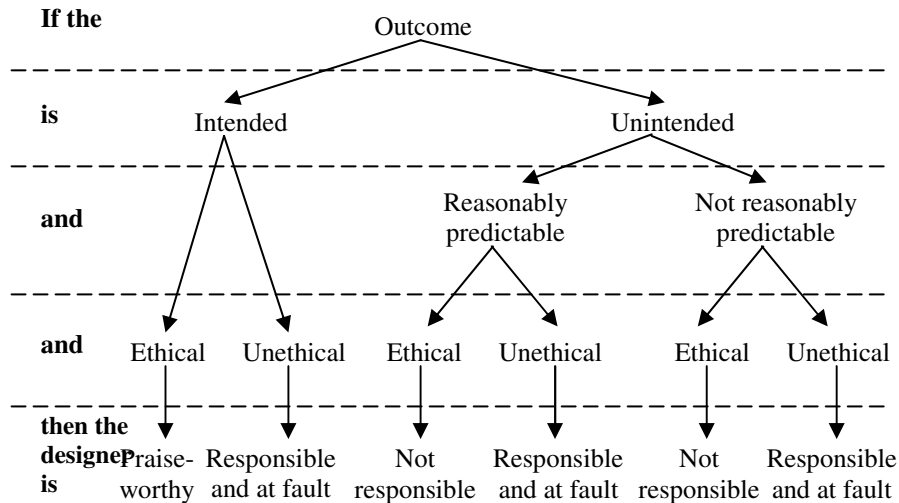 If the
Outcome
is
Intended
Unintended
and
Reasonably
predictable
Not reasonably
predictable
and
Ethical
Unethical
Ethical
Unethical
Ethical
Unethical
then the
designer
is
Praise-
worthy
Responsible
and at fault
Not
responsible
Responsible
and at fault
Not
responsible
Responsible
and at fault